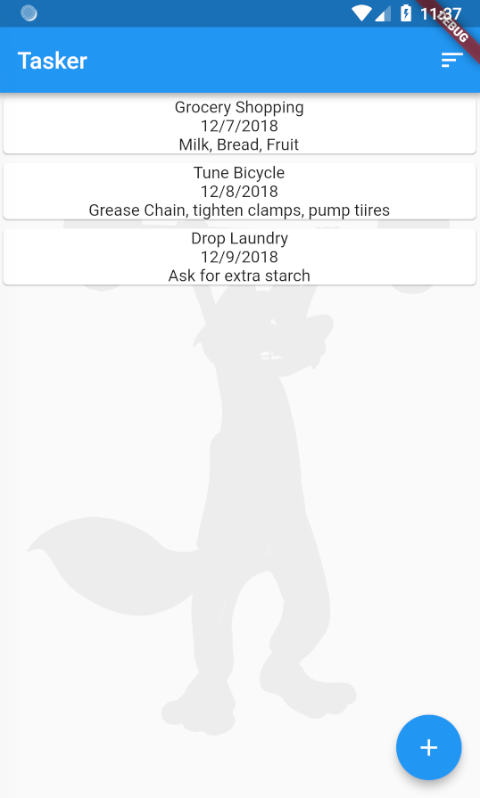 11:37
DEBUG
Tasker
Grocery Shopping
12/7/2018
Milk, Bread, Fruit
Tune Bicycle
12/8/2018
Grease Chain, tighten clamps, pump tiires
Drop Laundry
12/9/2018
Ask for extra starch
+